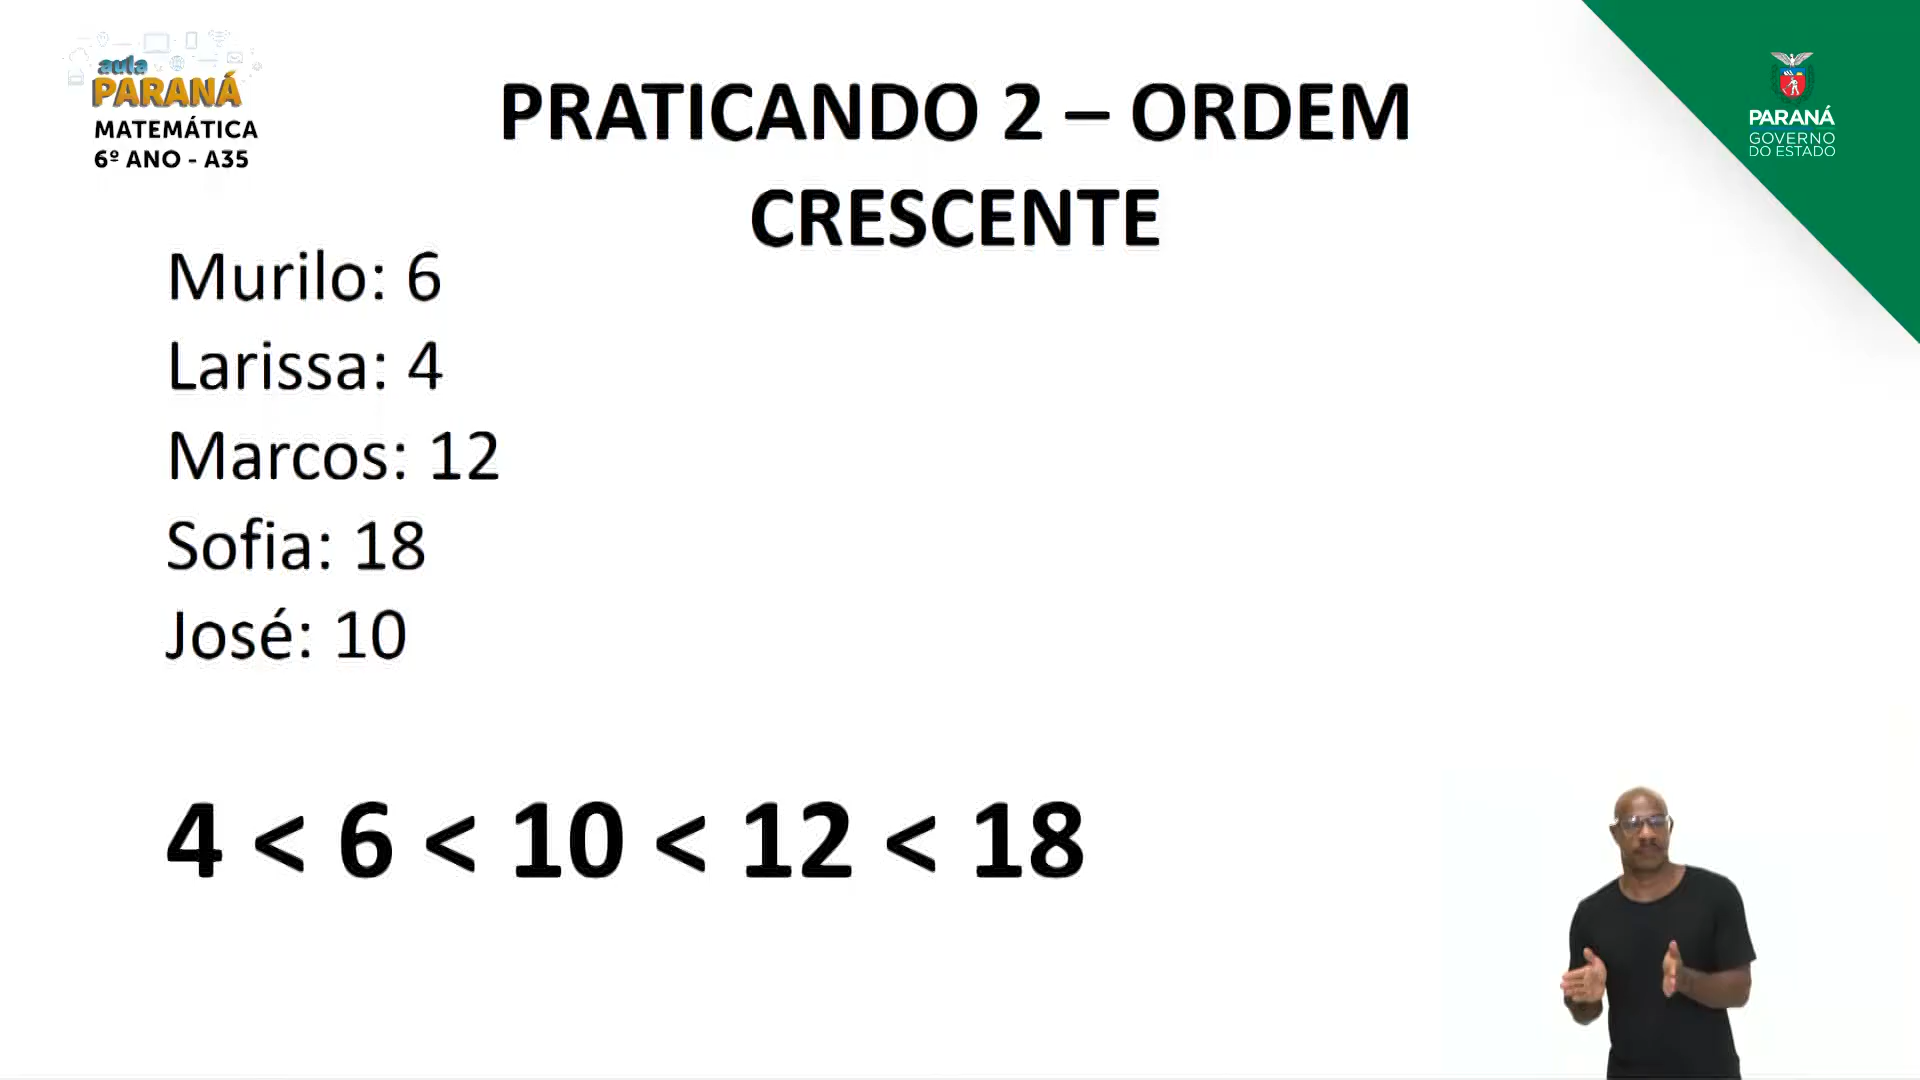 aula
PARANÁ
MATEMÁTICA
6º ANO - A35
PRATICANDO 2 – ORDEM
CRESCENTE
PARANÁ
GOVERNO
DO ESTADO
Murilo: 6
Larissa: 4
Marcos: 12
Sofia: 18
José: 10
4 < 6 < 10 < 12 < 18